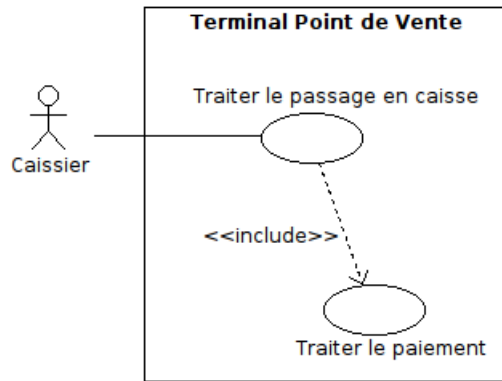 Terminal Point de Vente
Traiter le passage en caisse
Caissier
<<include>>
Traiter le paiement